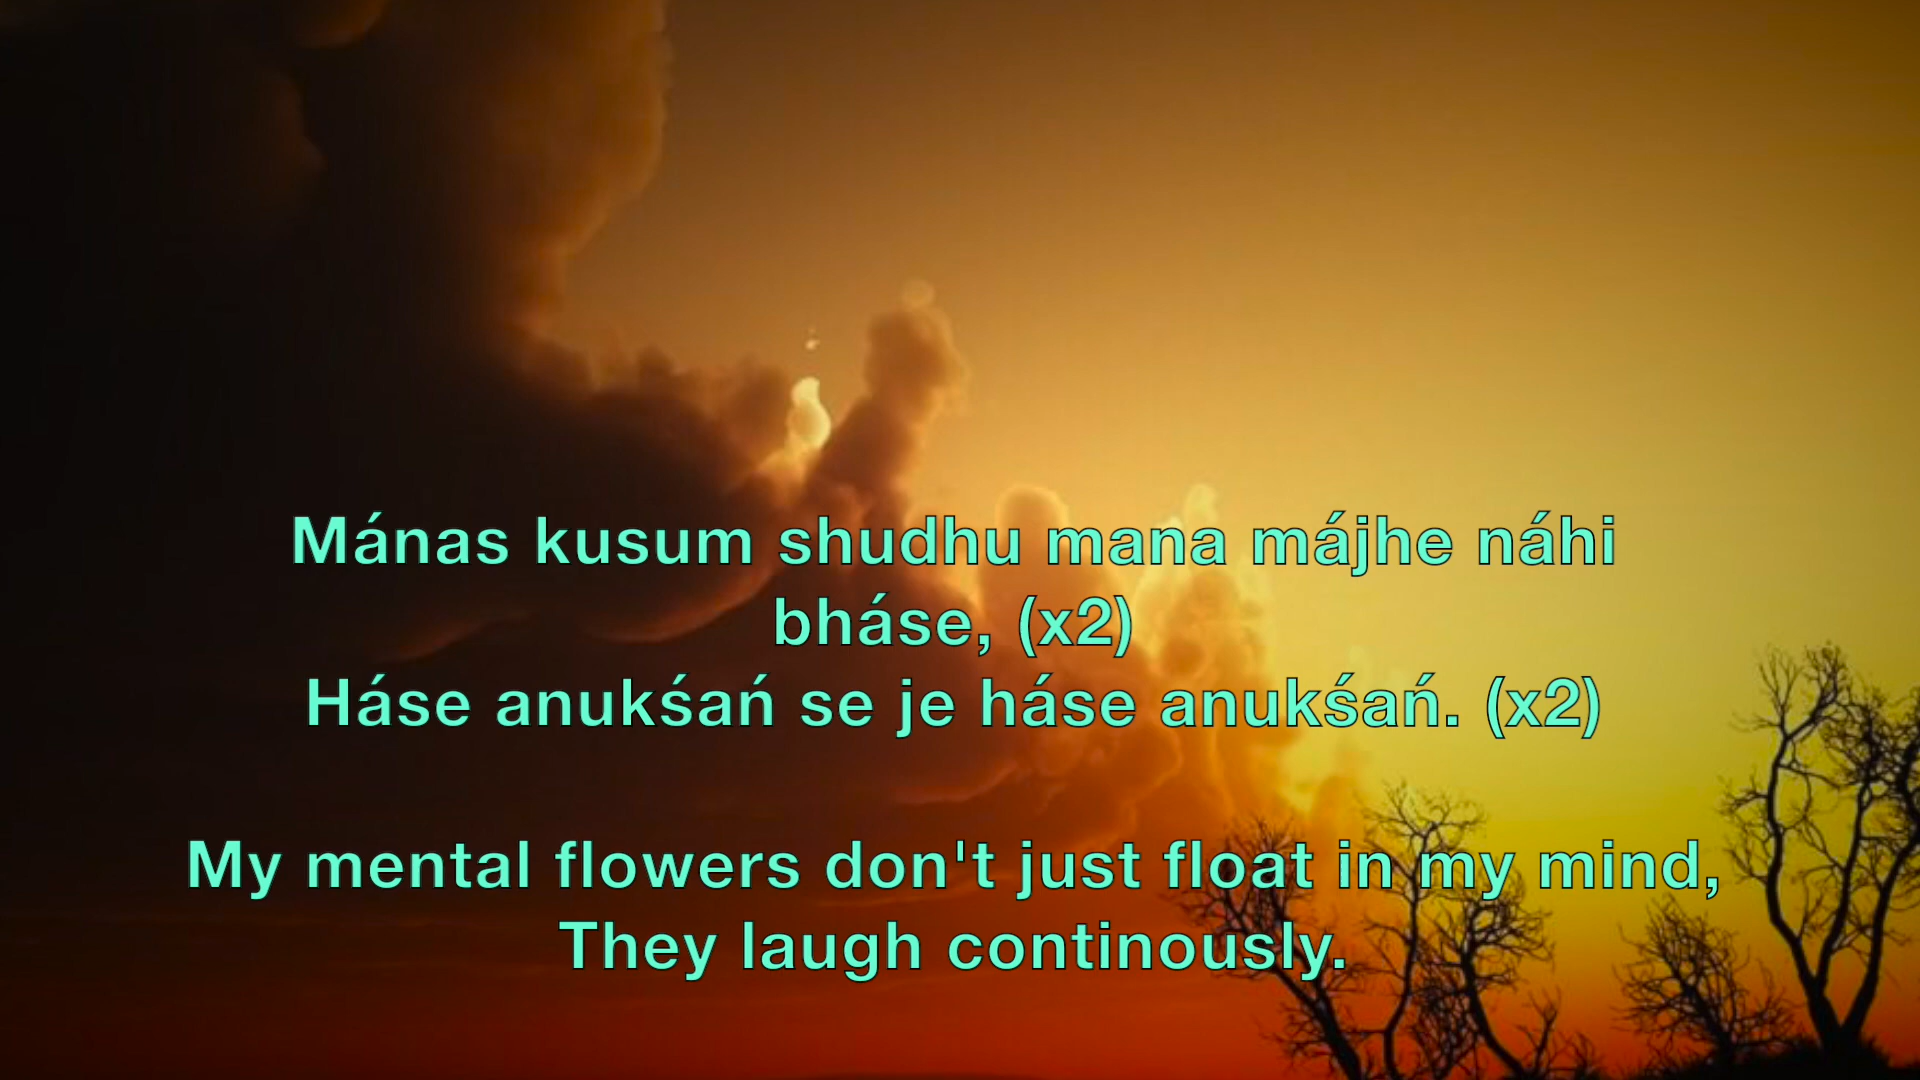 Mánas kusum shudhu mana májhe náhi
bháse, (x2)
Háse anukśań se je háse anukśań. (x2)
My mental flowers don't just float in my mind,
They laugh continously.